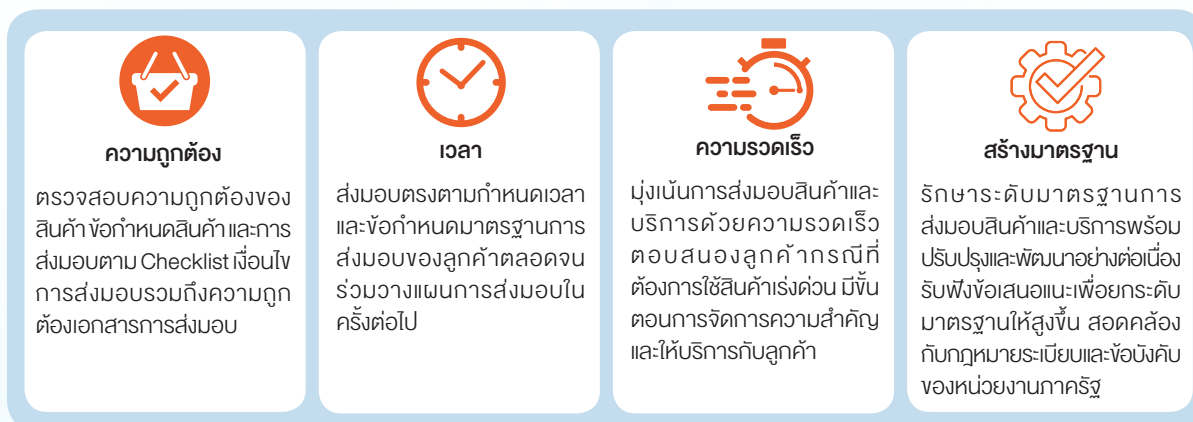 ความถูกต้อง
ตรวจสอบความถูกต้องของ
สินค้า ข้อกำหนดสินค้า และการ
ส่งมอบตาม Checklist เงื่อนไข
การส่งมอบรวมถึงความถูก
ต้องเอกสารการส่งมอบ
เวลา
ส่งมอบตรงตามกำหนดเวลา
และข้อกำหนดมาตรฐานการ
ส่งมอบของลูกค้าตลอดจน
ร่วมวางแผนการส่งมอบใน
ครั้งต่อไป
ความรวดเร็ว
มุ่งเน้นการส่งมอบสินค้าและ
บริการด้วยความรวดเร็ว
ตอบสนองลูกค้ากรณีที่
ต้องการใช้สินค้าเร่งด่วน มีขั้น
ตอนการจัดการความสำคัญ
และให้บริการกับลูกค้า
สร้างมาตรฐาน
รักษาระดับมาตรฐานการ
ส่งมอบสินค้าและบริการพร้อม
ปรับปรุงและพัฒนาอย่างต่อเนื่อง
รับฟังข้อเสนอแนะเพื่อยกระดับ
มาตรฐานให้สูงขึ้น สอดคล้อง
กับกฎหมายระเบียบและข้อบังคับ
ของหน่วยงานภาครัฐ